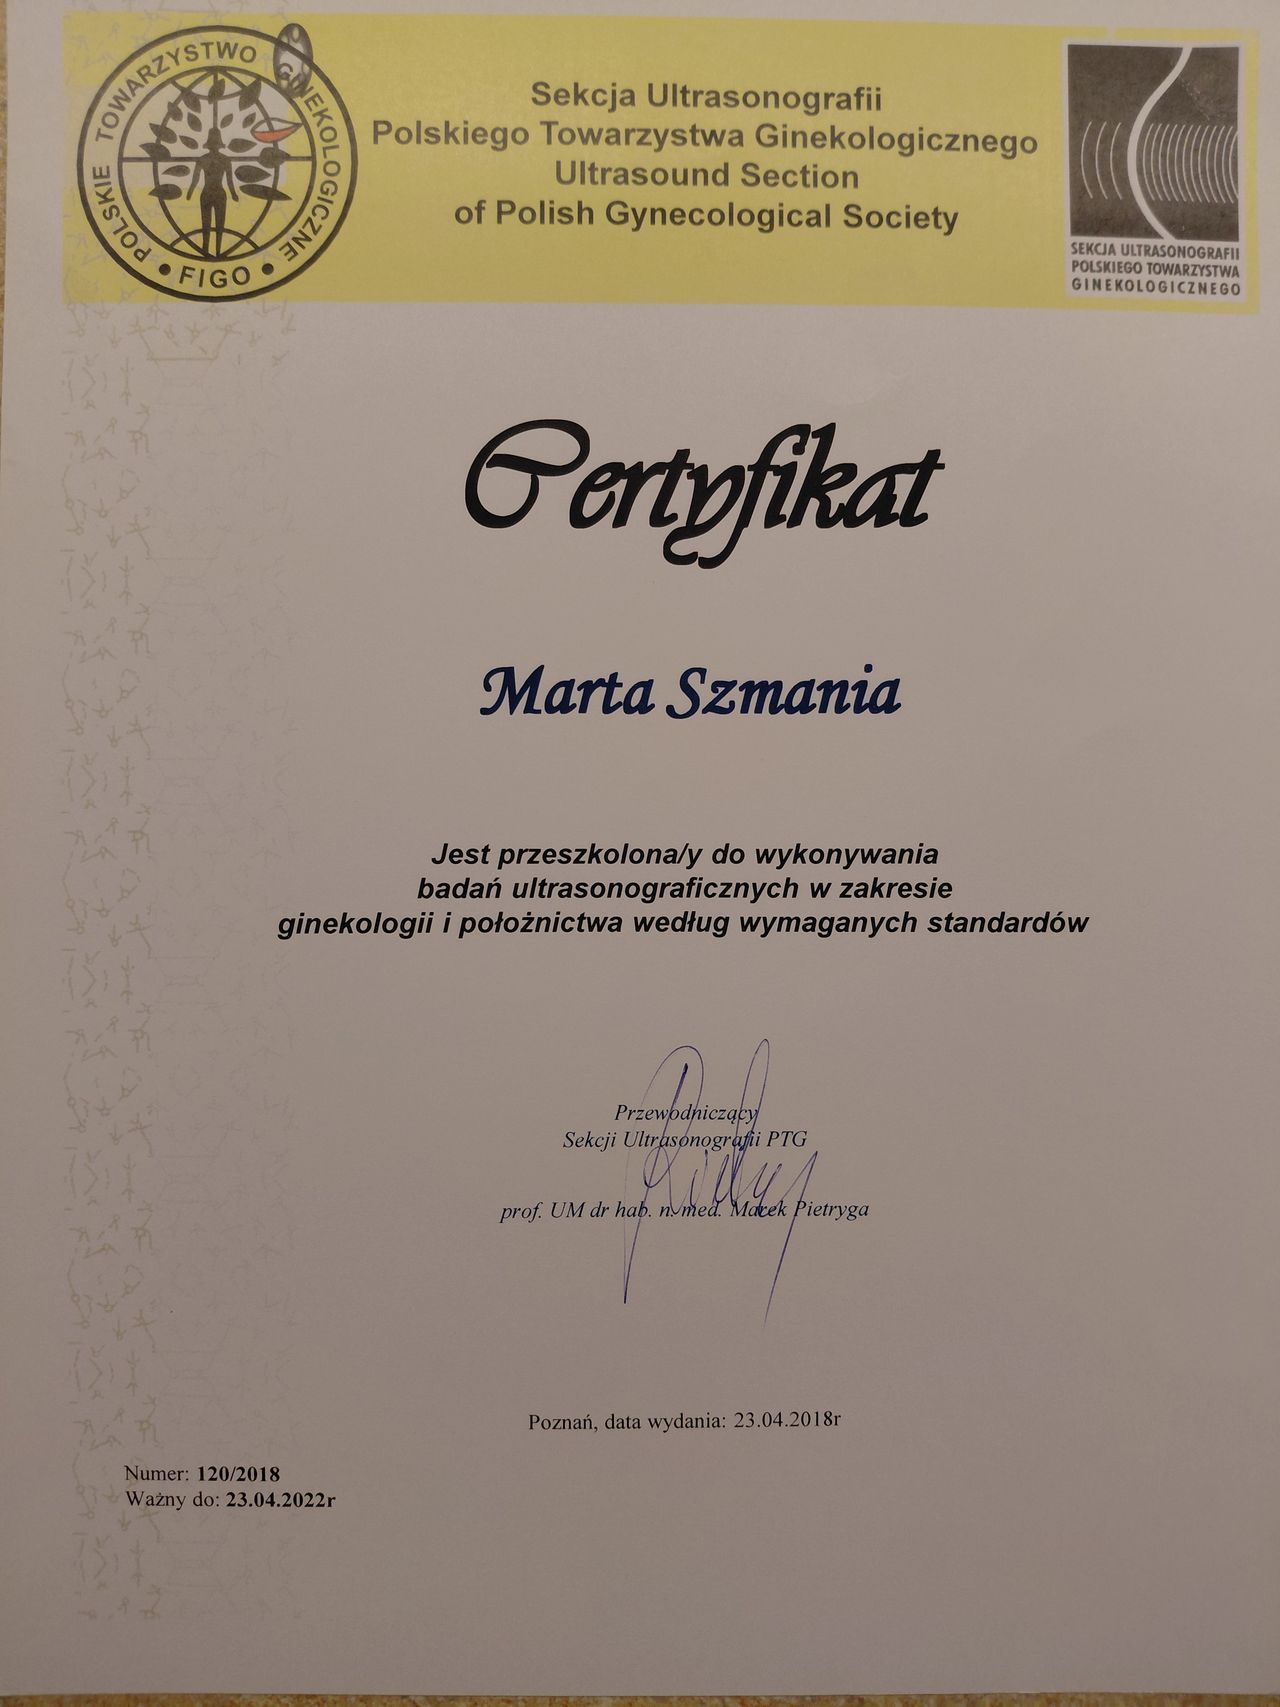 POLSKIE TOWARZYSTWO GINEKOLOGICZNE
• FIGO •
Sekcja Ultrasonografii
Polskiego Towarzystwa Ginekologicznego
Ultrasound Section
of Polish Gynecological Society
SEKCJA ULTRASONOGRAFII
POLSKIEGO TOWARZYSTWA
GINEKOLOGICZNEGO
Certyfikat
Marta Szmania
Jest przeszkolona/y do wykonywania
badań ultrasonograficznych w zakresie
ginekologii i położnictwa według wymaganych standardów
Przewodniczący
Sekcji Ultrasonografii PTG
prof. UM dr hab. n. med. Marek Pietryga
Poznań, data wydania: 23.04.2018r
Numer: 120/2018
Ważny do: 23.04.2022r